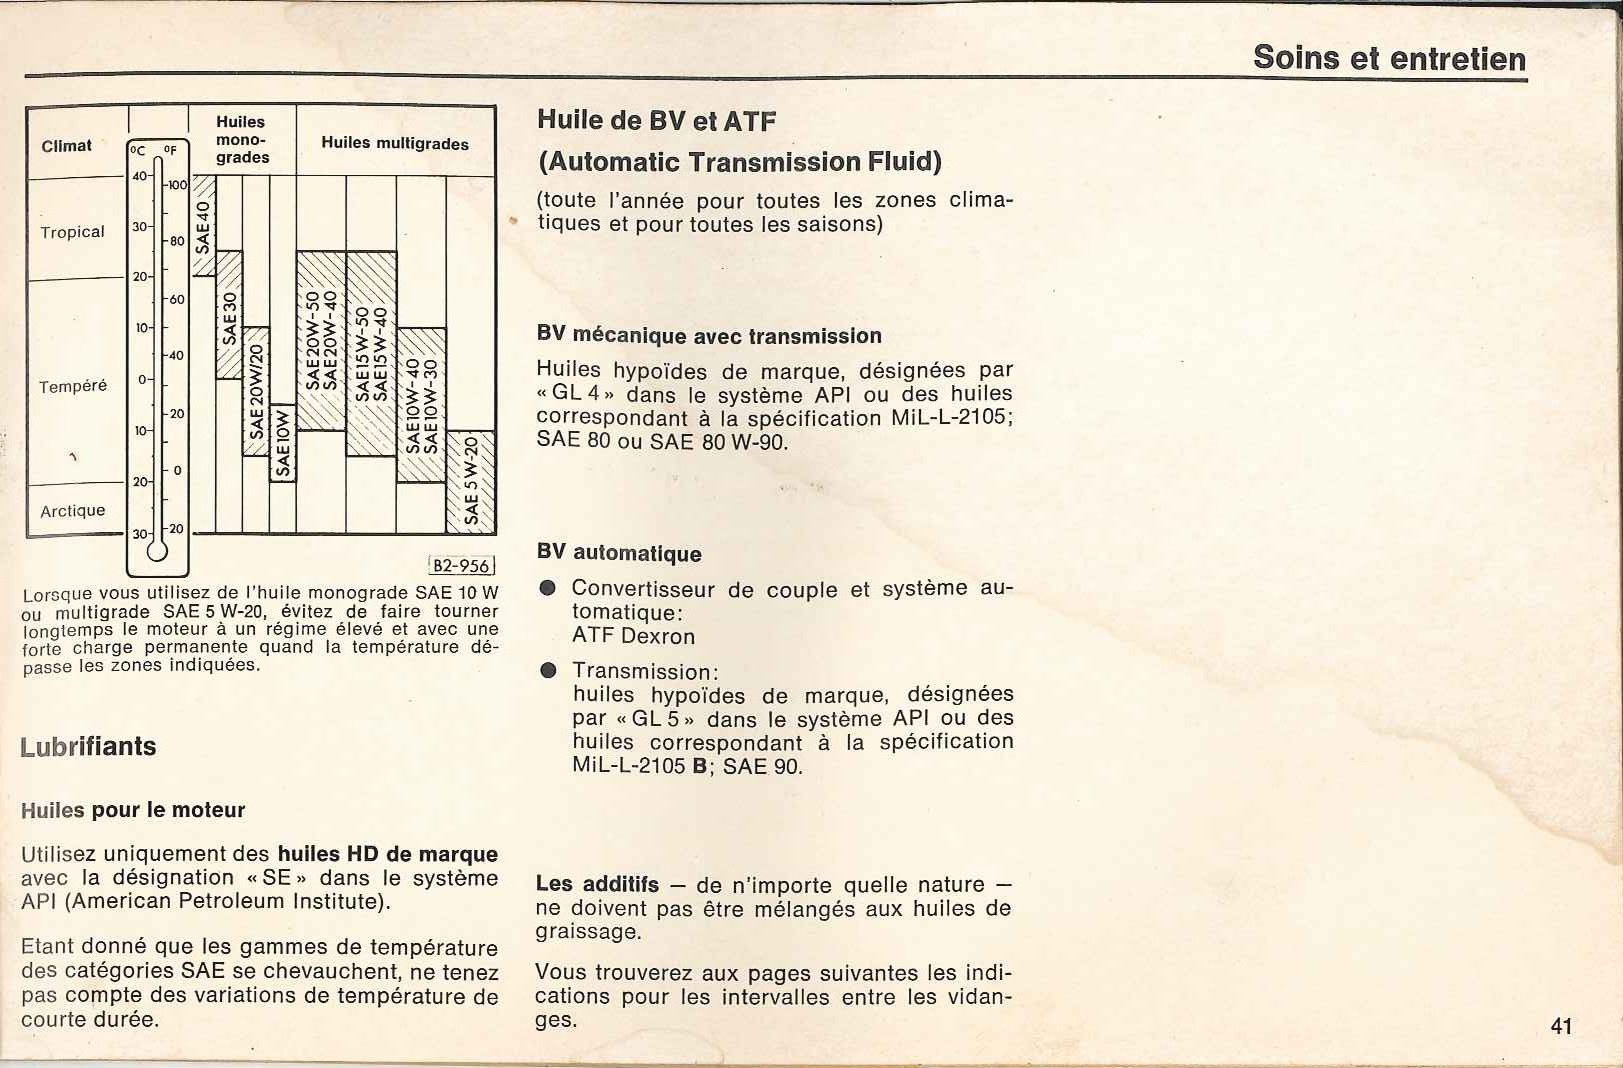 Soins et entretien
Climat
°C
°F
Huiles
mono-
grades
Huiles multigrades
Tropical
Tempéré
Arctique
40
30
20
10
0
10
20
30
100
80
60
40
20
0
20
SAE 40
SAE 30
SAE 20W/20
SAE 10W
SAE 20W-50
SAE 20W-40
SAE 15W-50
SAE 15W-40
SAE 10W-40
SAE 10W-30
SAE 5W-20
B2-956
Lorsque vous utilisez de l'huile monograde SAE 10 W
ou multigrade SAE 5 W-20, évitez de faire tourner
longtemps le moteur à un régime élevé et avec une
forte charge permanente quand la température dé-
passe les zones indiquées.
Lubrifiants
Huiles pour le moteur
Utilisez uniquement des huiles HD de marque
avec la désignation «SE» dans le système
API (American Petroleum Institute).
Etant donné que les gammes de température
des catégories SAE se chevauchent, ne tenez
pas compte des variations de température de
courte durée.
Huile de BV et ATF
(Automatic Transmission Fluid)
(toute l'année pour toutes les zones clima-
tiques et pour toutes les saisons)
BV mécanique avec transmission
Huiles hypoïdes de marque, désignées par
«GL 4» dans le système API ou des huiles
correspondant à la spécification MiL-L-2105;
SAE 80 ou SAE 80 W-90.
BV automatique
● Convertisseur de couple et système au-
tomatique:
ATF Dexron
● Transmission:
huiles hypoïdes de marque, désignées
par «GL 5» dans le système API ou des
huiles correspondant à la spécification
MiL-L-2105 B; SAE 90.
Les additifs — de n'importe quelle nature —
ne doivent pas être mélangés aux huiles de
graissage.
Vous trouverez aux pages suivantes les indi-
cations pour les intervalles entre les vidan-
ges.
41